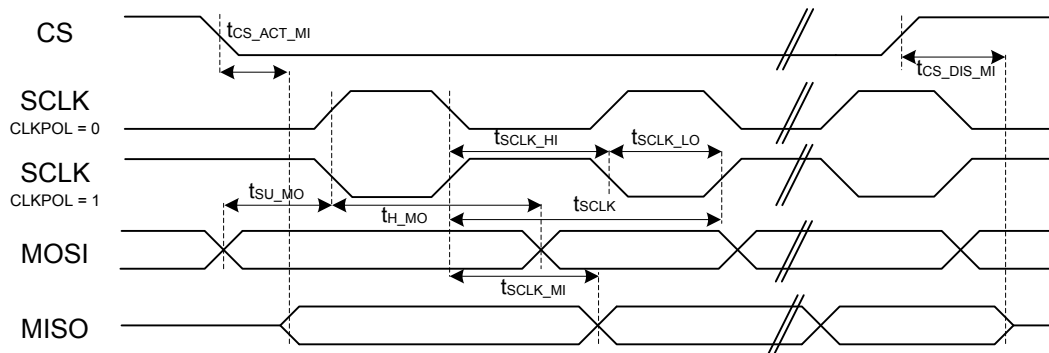 CS
tCS_ACT_MI
tCS_DIS_MI
SCLK
CLKPOL = 0
tSCLK_HI
tSCLK_LO
SCLK
CLKPOL = 1
tSU_MO
tH_MO
tSCLK
MOSI
tSCLK_MI
MISO